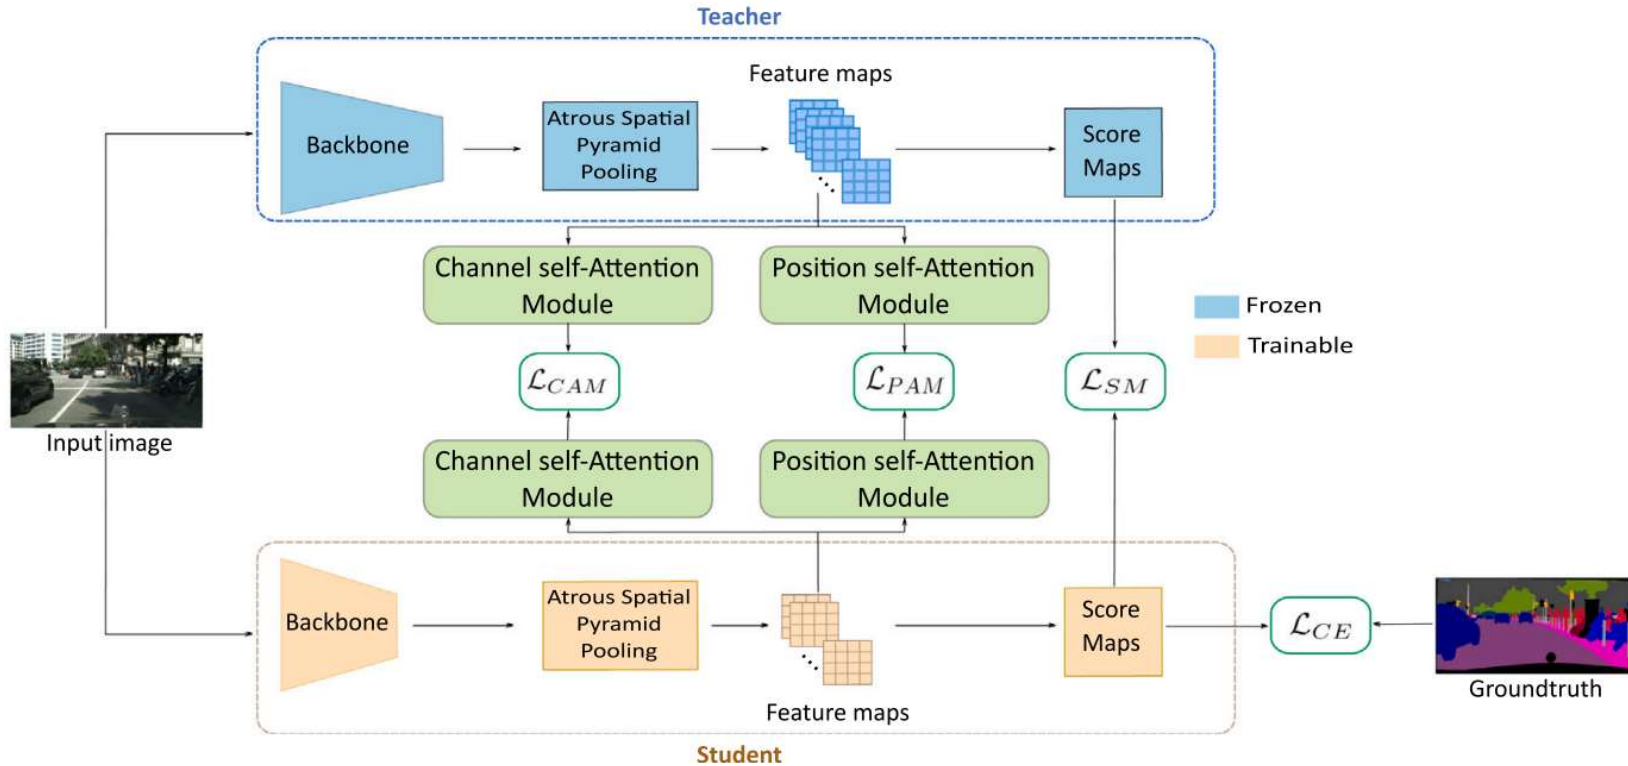 Teacher
Feature maps
Backbone
Atrous Spatial
Pyramid
Pooling
Score
Maps
Channel self-Attention
Module
Position self-Attention
Module
Frozen
Trainable
ℒCAM
ℒPAM
ℒSM
Input image
Channel self-Attention
Module
Position self-Attention
Module
Backbone
Atrous Spatial
Pyramid
Pooling
Score
Maps
ℒCE
Groundtruth
Feature maps
Student